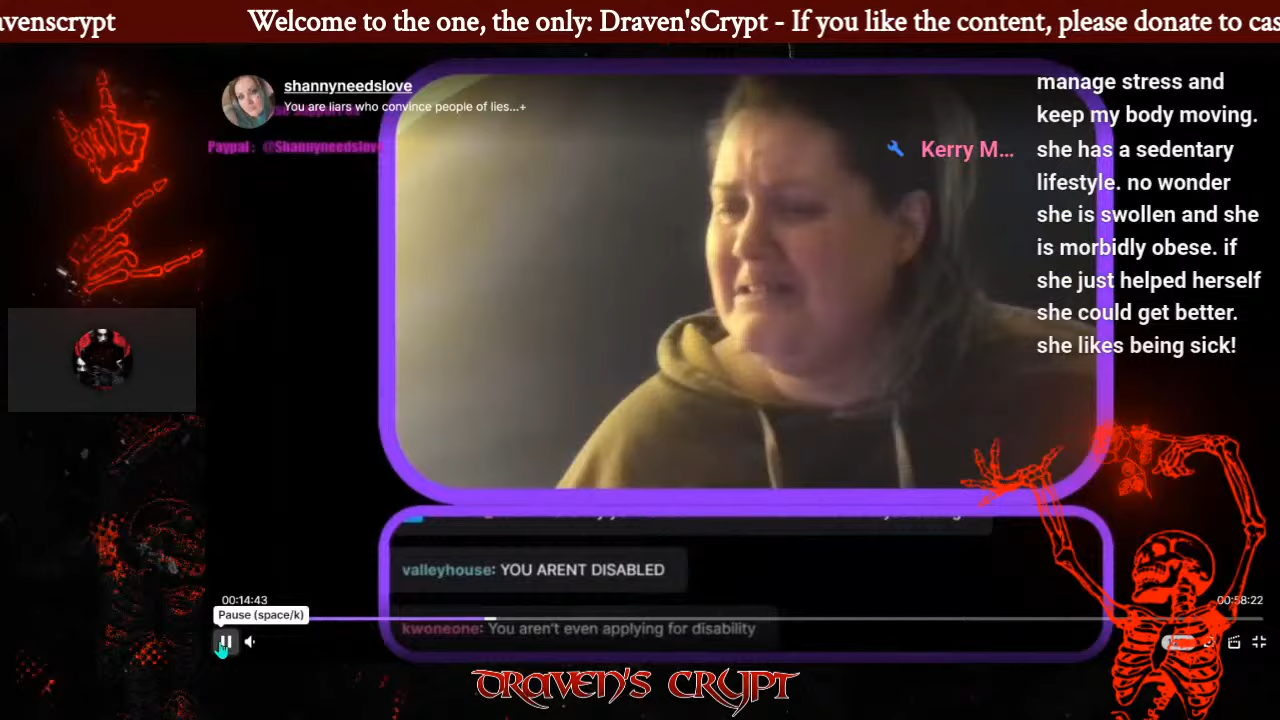 avenscrypt
Welcome to the one, the only: Draven'sCrypt - If you like the content, please donate to cas
shannyneedslove
You are liars who convince people of lies...+
Paypal : @Shannyneedslove
Kerry M...
manage stress and
keep my body moving.
she has a sedentary
lifestyle. no wonder
she is swollen and she
is morbidly obese. if
she just helped herself
she could get better.
she likes being sick!
valleyhouse: YOU ARENT DISABLED
00:14:43
00:58:22
Pause (space/k)
kwoneone: You aren't even applying for disability
DRAVEN'S CRYPT